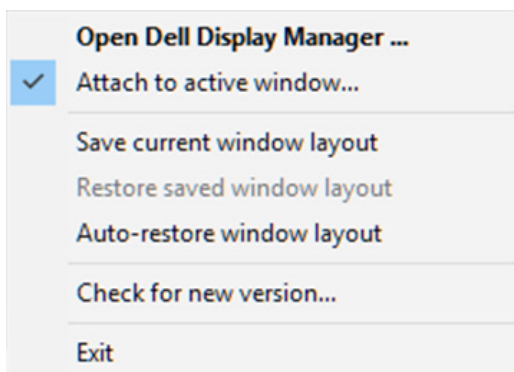 Open Dell Display Manager ...
Attach to active window...
Save current window layout
Restore saved window layout
Auto-restore window layout
Check for new version...
Exit